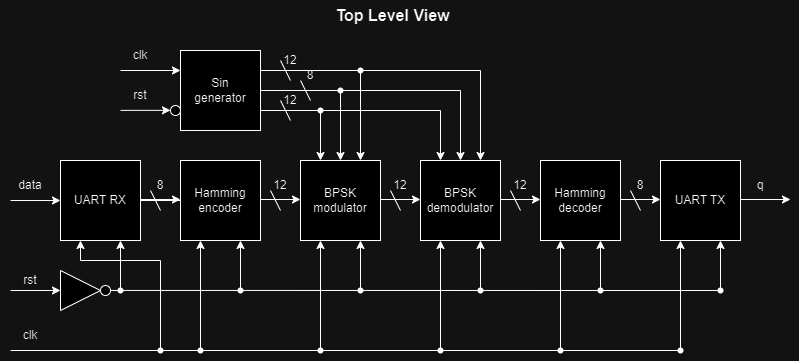 Top Level View
clk
rst
Sin
generator
12
8
12
data
UART RX
8
Hamming
encoder
12
BPSK
modulator
12
BPSK
demodulator
12
Hamming
decoder
8
UART TX
q
rst
clk